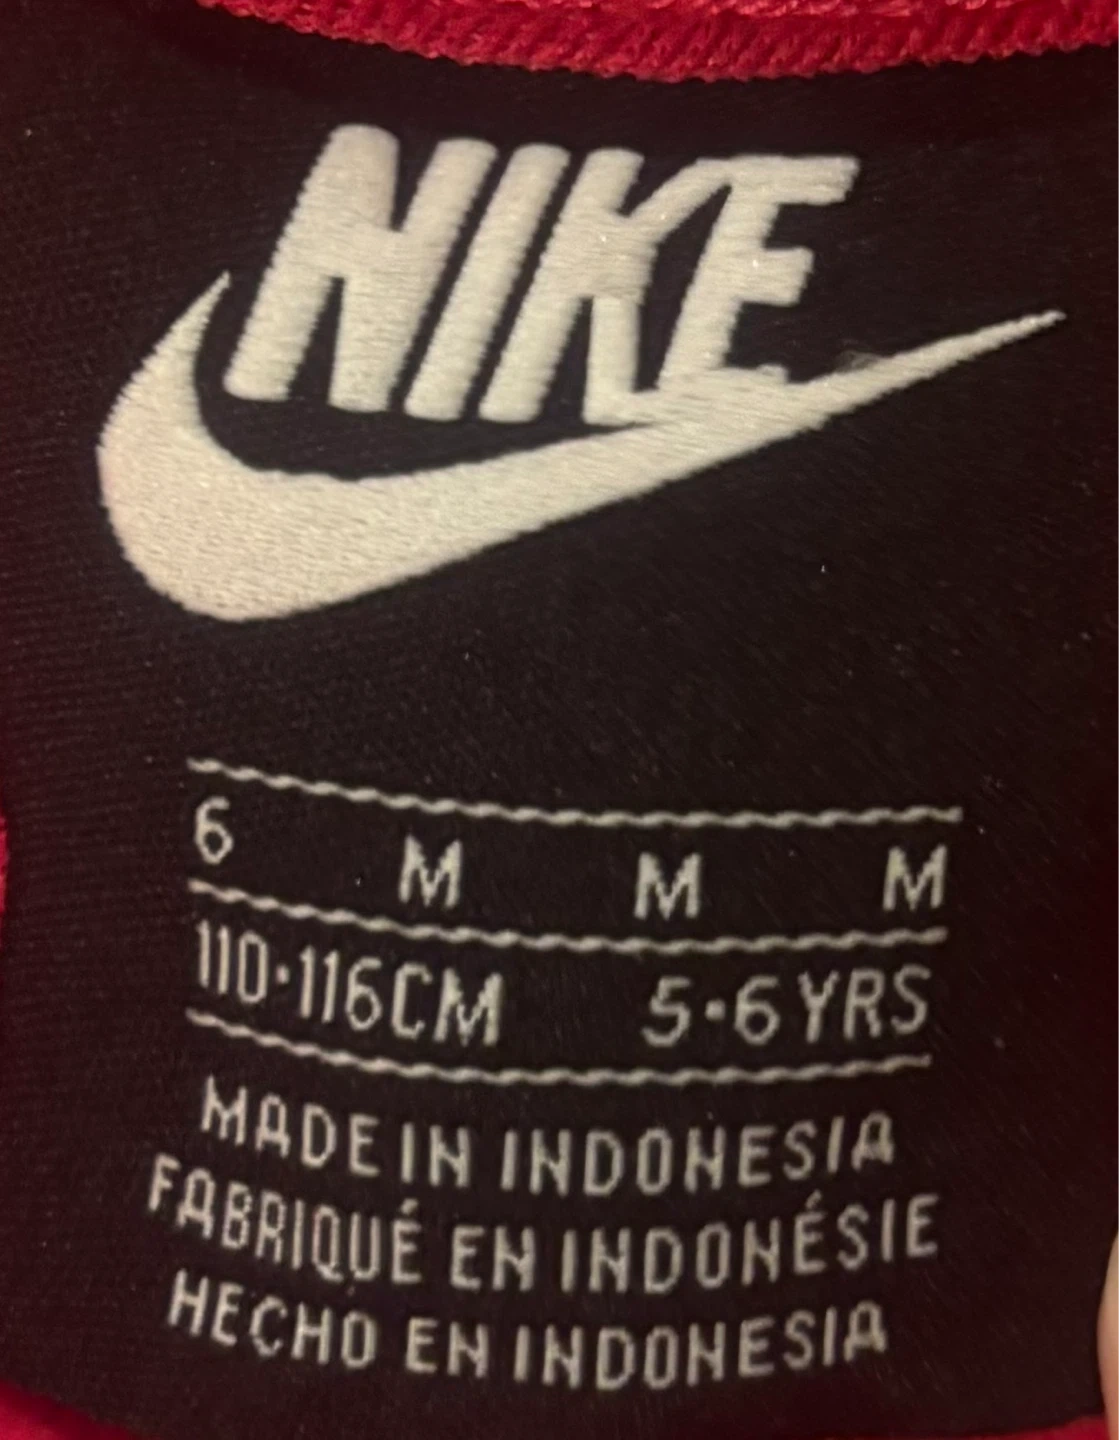 NIKE
6 M M M
110-116CM 5-6YRS
MADE IN INDONESIA
FABRIQUÉ EN INDONÉSIE
HECHO EN INDONESIA